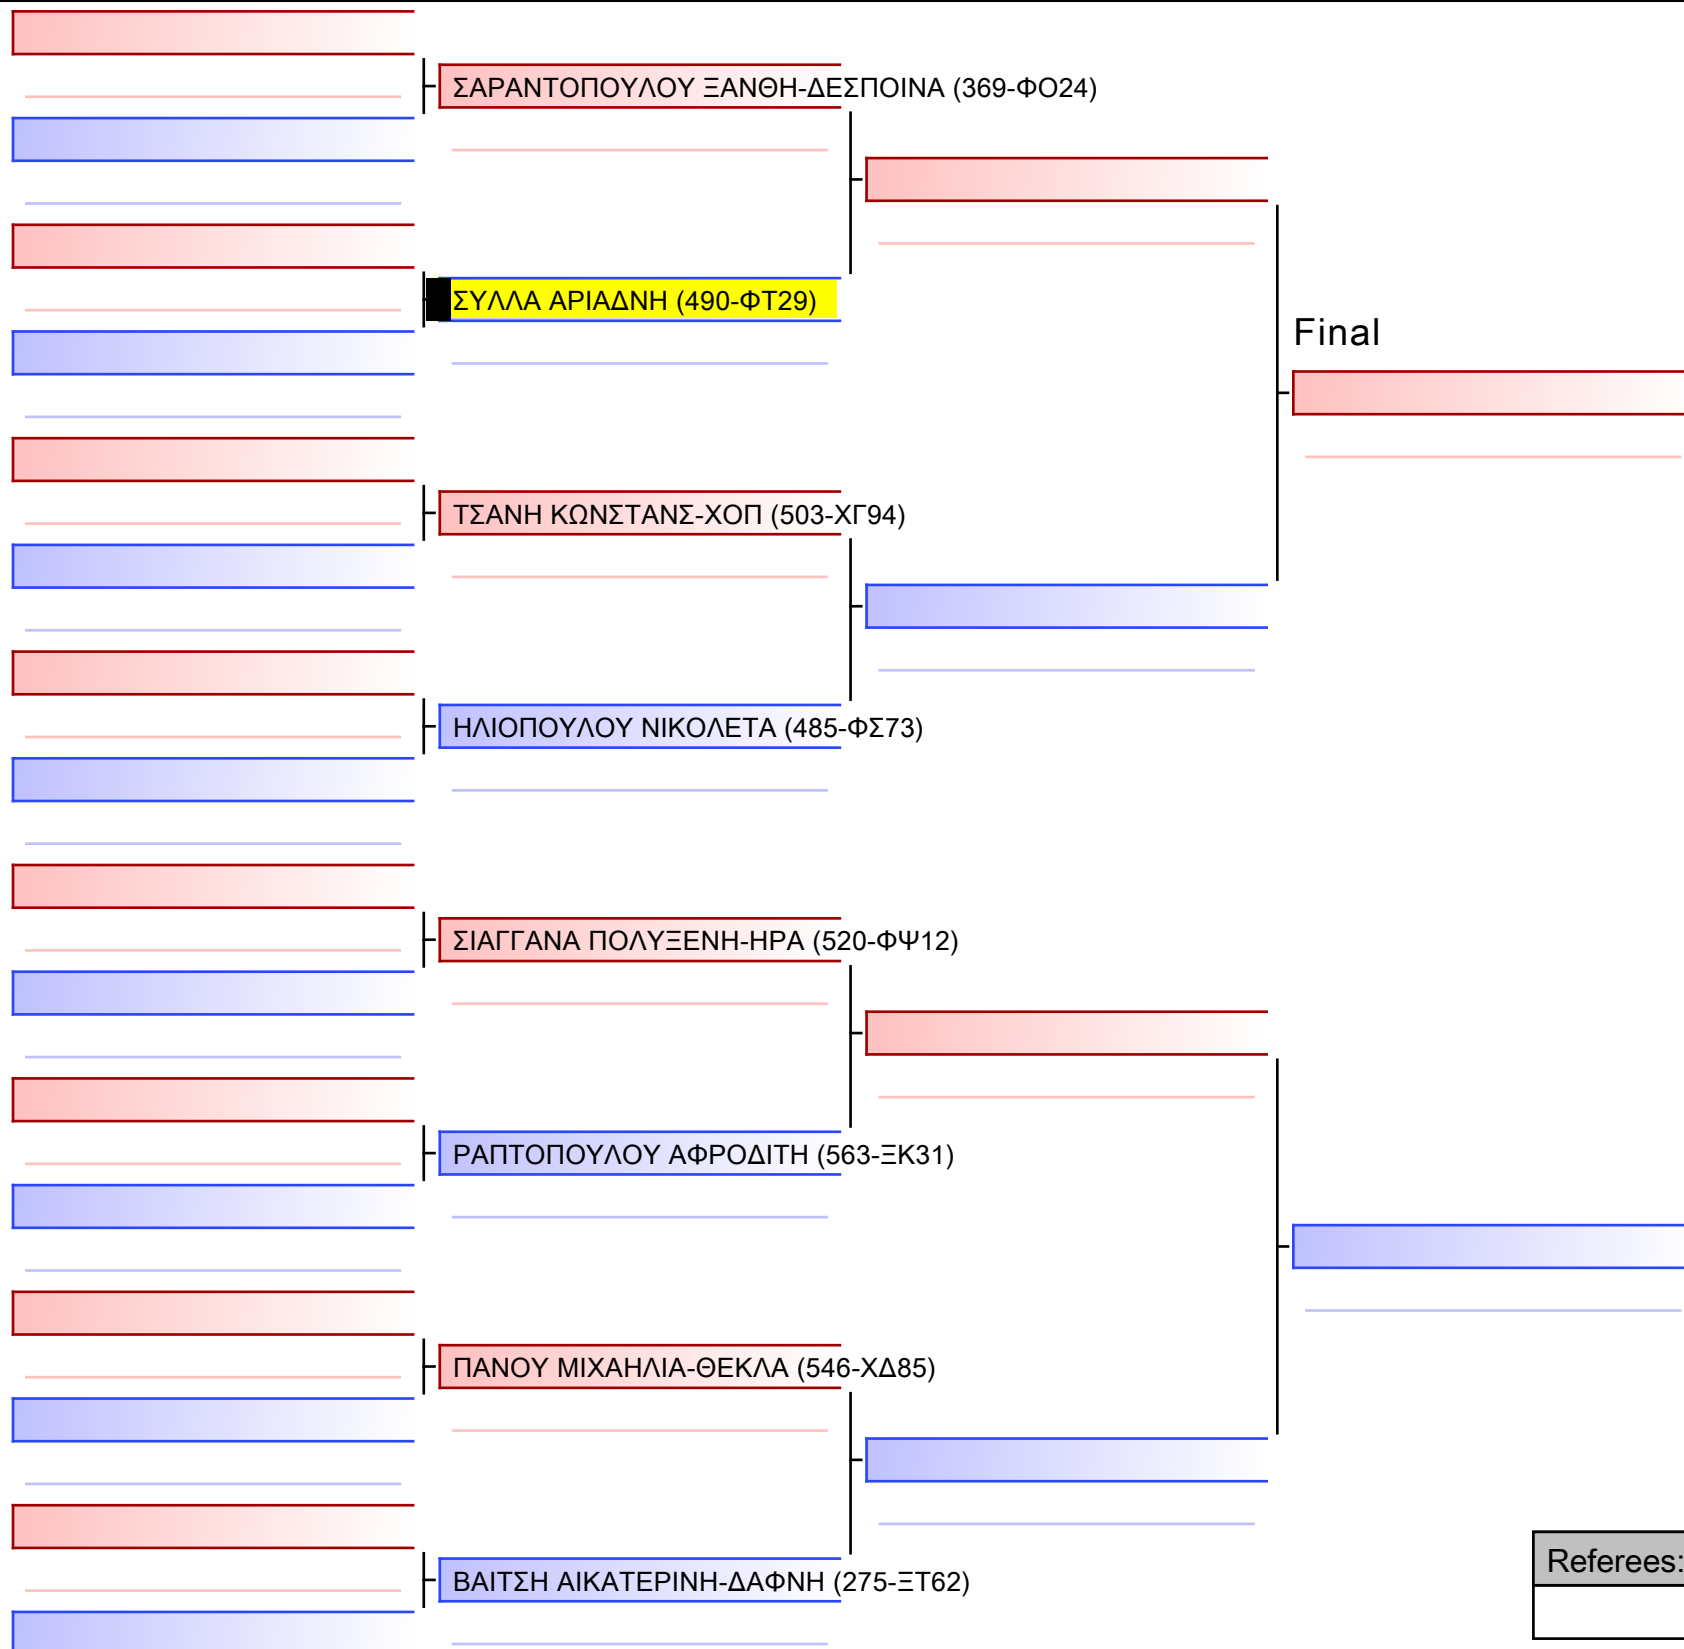 ΣΑΡΑΝΤΟΠΟΥΛΟΥ ΞΑΝΘΗ-ΔΕΣΠΟΙΝΑ (369-ΦΟ24)
ΣΥΛΛΑ ΑΡΙΑΔΝΗ (490-ΦΤ29)
Final
ΤΣΑΝΗ ΚΩΝΣΤΑΝΣ-ΧΟΠ (503-ΧΓ94)
ΗΛΙΟΠΟΥΛΟΥ ΝΙΚΟΛΕΤΑ (485-ΦΣ73)
ΣΙΑΓΓΑΝΑ ΠΟΛΥΞΕΝΗ-ΗΡΑ (520-ΦΨ12)
ΡΑΠΤΟΠΟΥΛΟΥ ΑΦΡΟΔΙΤΗ (563-ΞΚ31)
ΠΑΝΟΥ ΜΙΧΑΗΛΙΑ-ΘΕΚΛΑ (546-ΧΔ85)
Referees:
ΒΑΙΤΣΗ ΑΙΚΑΤΕΡΙΝΗ-ΔΑΦΝΗ (275-ΞΤ62)